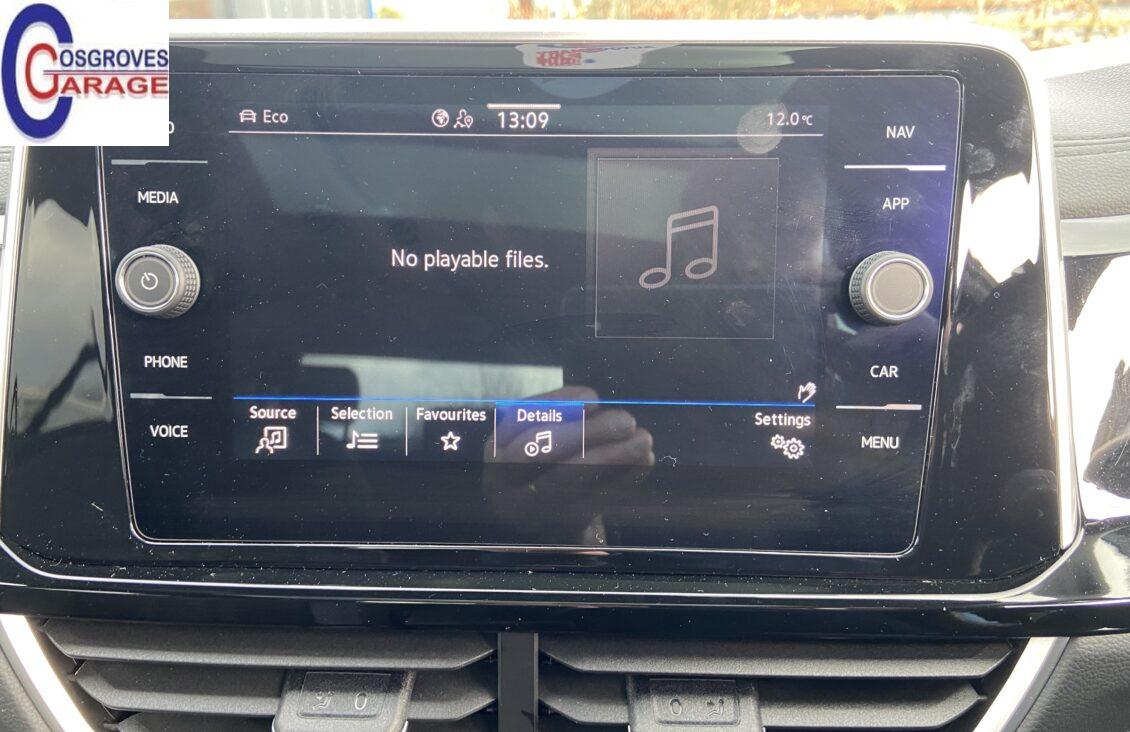 COSGROVES
GARAGE
Eco
13:09
12.0°C
NAV
MEDIA
APP
No playable files.
PHONE
CAR
Source
Selection
Favourites
Details
Settings
VOICE
MENU